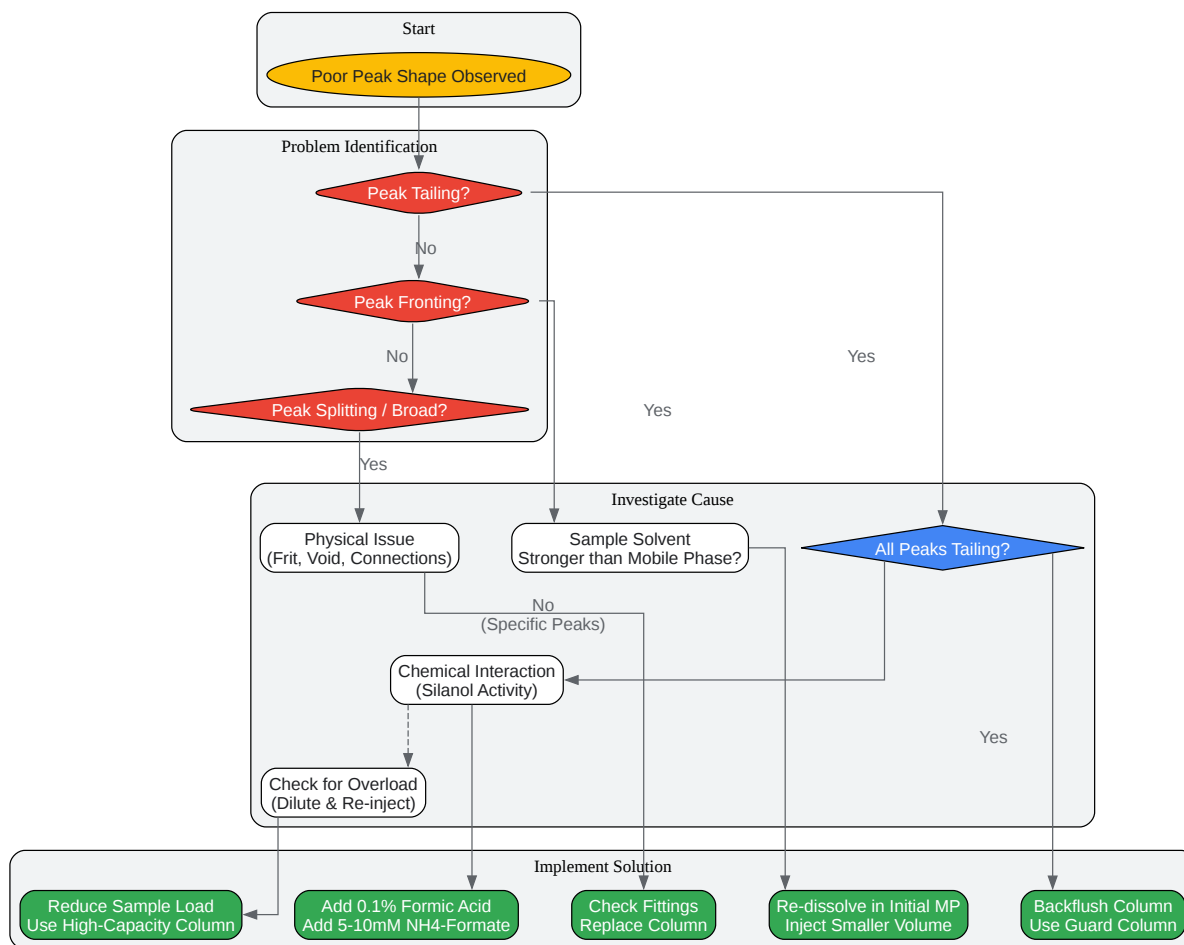 Start
Poor Peak Shape Observed
Problem Identification
Peak Tailing?
No
Peak Fronting?
No
Yes
Yes
Peak Splitting / Broad?
Yes
Investigate Cause
Physical Issue
(Frit, Void, Connections)
Sample Solvent
Stronger than Mobile Phase?
All Peaks Tailing?
No
(Specific Peaks)
Chemical Interaction
(Silanol Activity)
Yes
Check for Overload
(Dilute & Re-inject)
Implement Solution
Reduce Sample Load
Use High-Capacity Column
Add 0.1% Formic Acid
Add 5-10mM NH4-Formate
Check Fittings
Replace Column
Re-dissolve in Initial MP
Inject Smaller Volume
Backflush Column
Use Guard Column